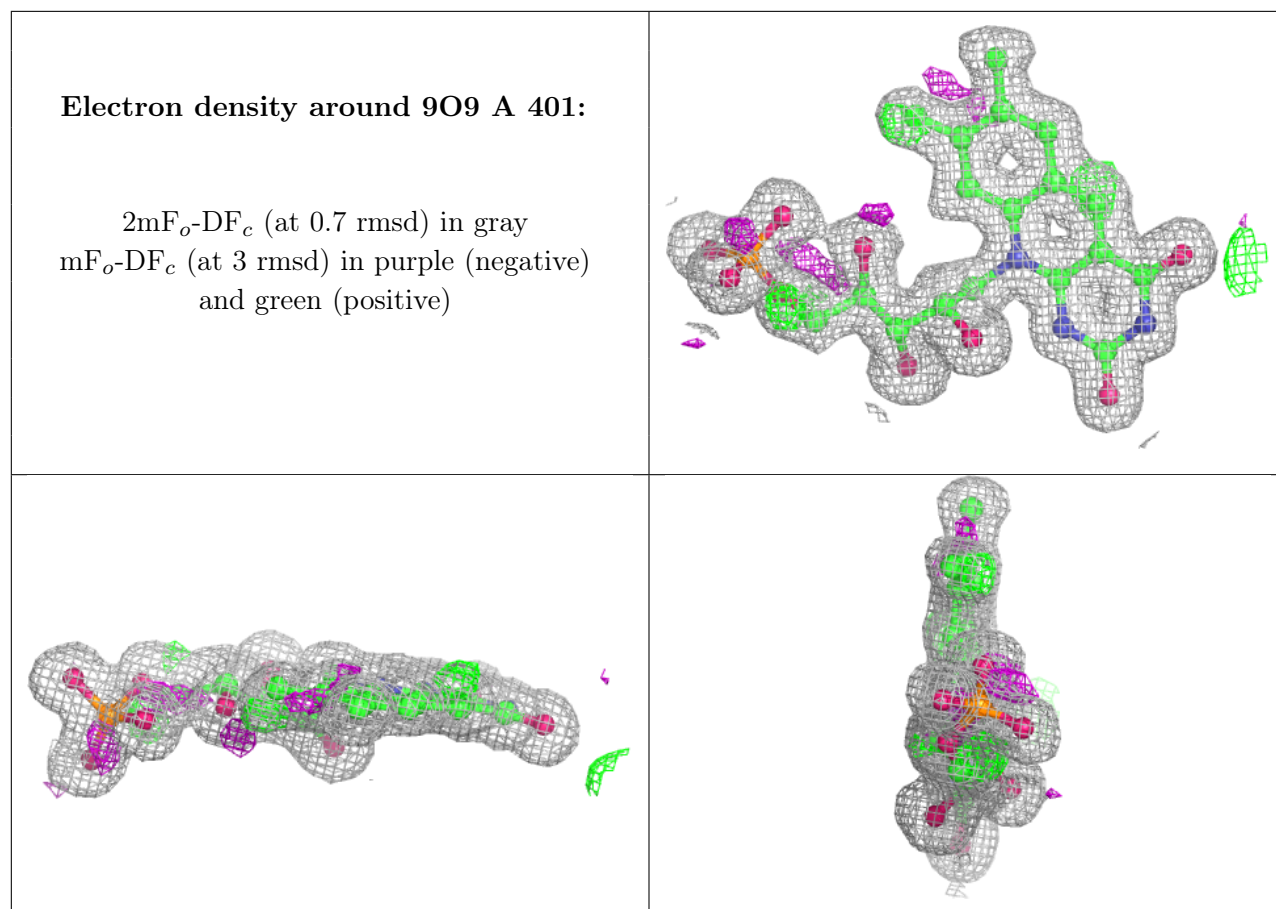 Electron density around 9O9 A 401:
2mFo-DFc (at 0.7 rmsd) in gray
mFo-DFc (at 3 rmsd) in purple (negative)
and green (positive)